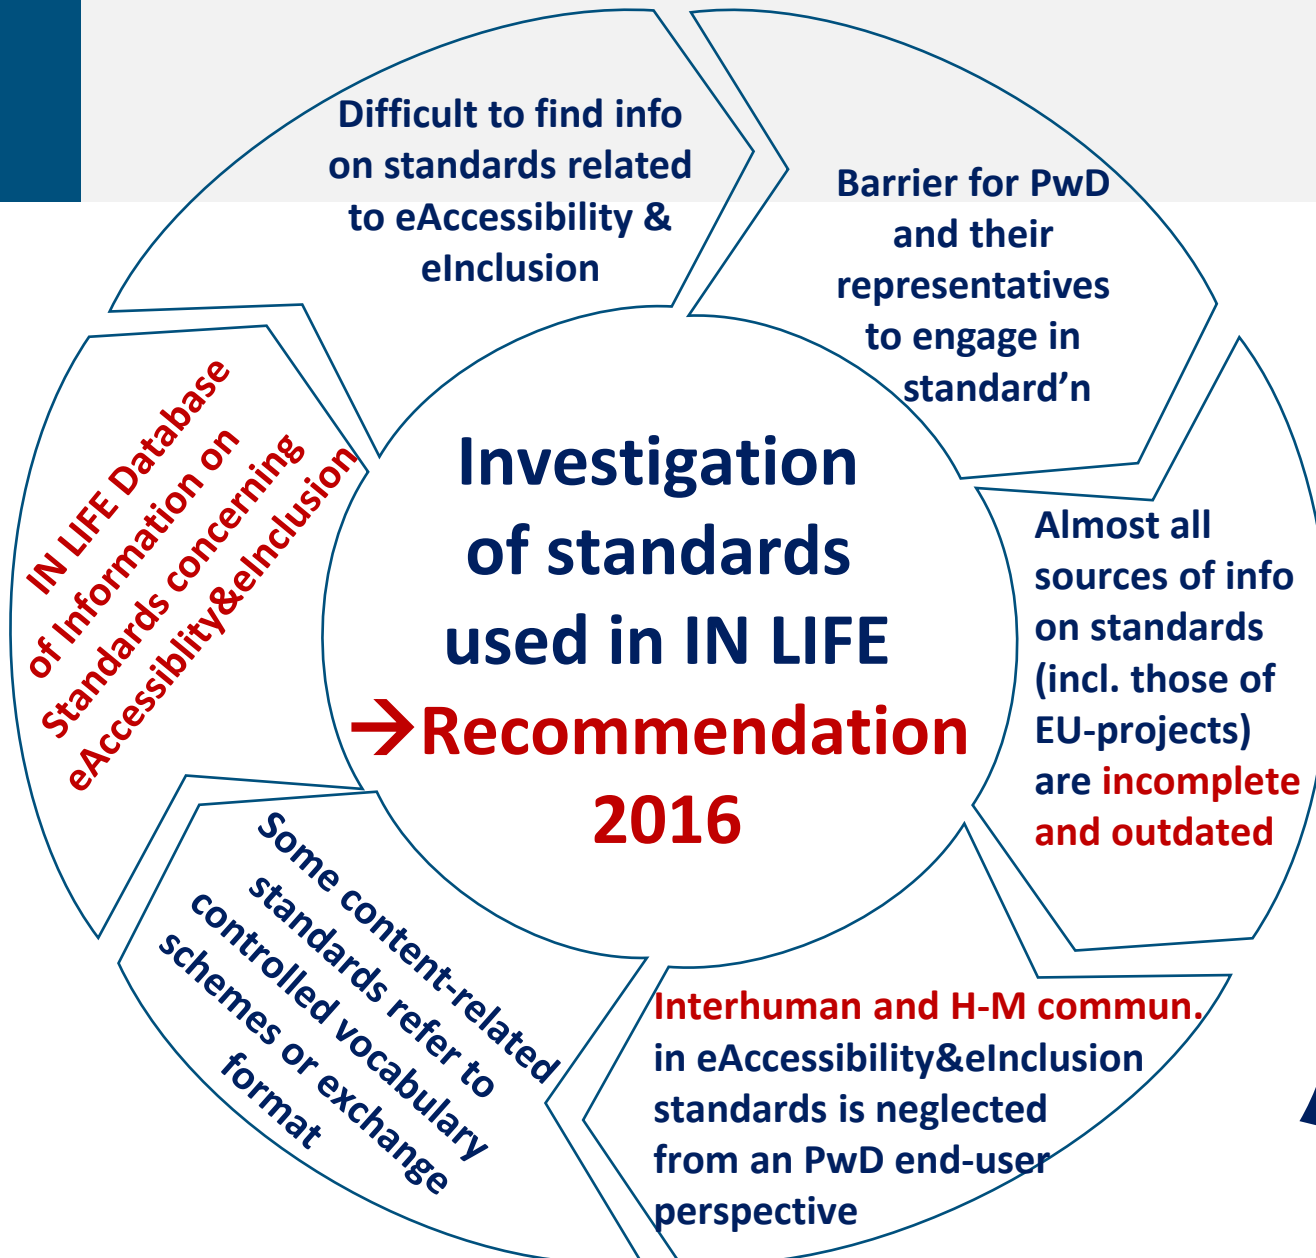 Difficult to find info
on standards related
to eAccessibility &
eInclusion
Barrier for PwD
and their
representatives
to engage in
standard’n
Almost all
sources of info
on standards
(incl. those of
EU-projects)
are incomplete
and outdated
Interhuman and H-M commun.
in eAccessibility&eInclusion
standards is neglected
from an PwD end-user
perspective
Some content-related
standards refer to
controlled vocabulary
schemes or exchange
format
IN LIFE Database
of Information on
Standards concerning
eAccessiblity&eInclusion
Investigation
of standards
used in IN LIFE
→Recommendation
2016